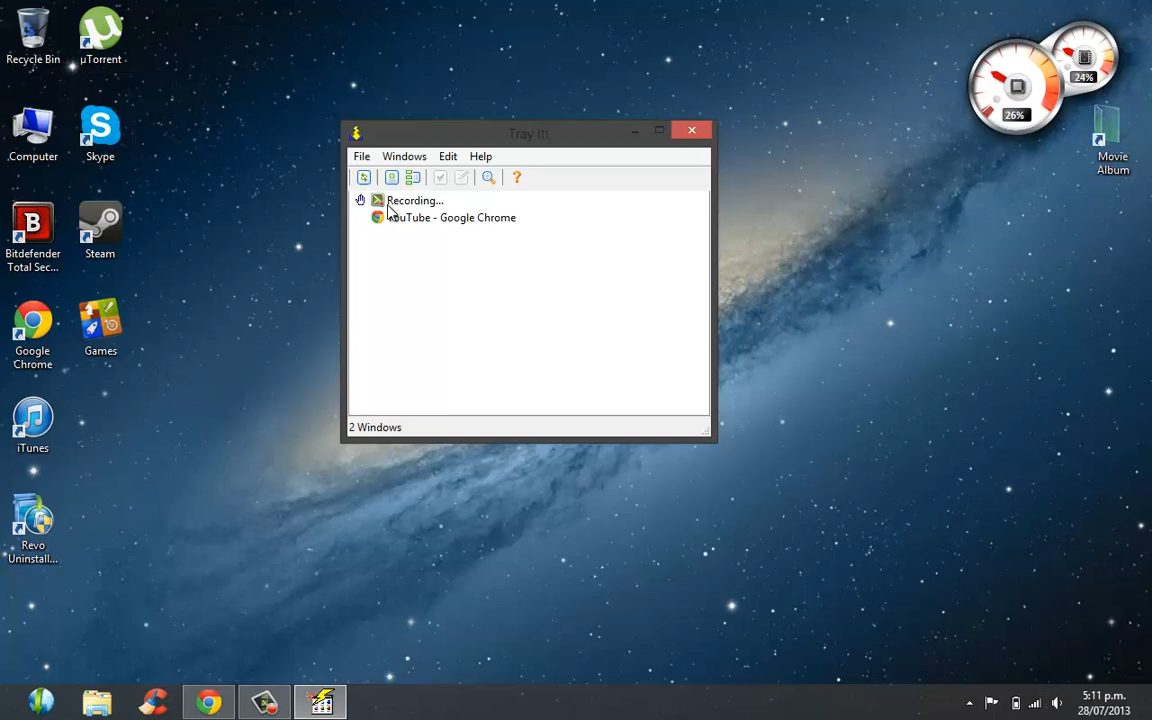 Recycle Bin
µTorrent
Computer
Skype
Bitdefender
Total Sec...
Steam
Google
Chrome
Games
iTunes
Revo
Uninstall...
Tray It!
File Windows Edit Help
Recording...
YouTube - Google Chrome
2 Windows
26%
24%
Movie
Album
5:11 p.m.
28/07/2013